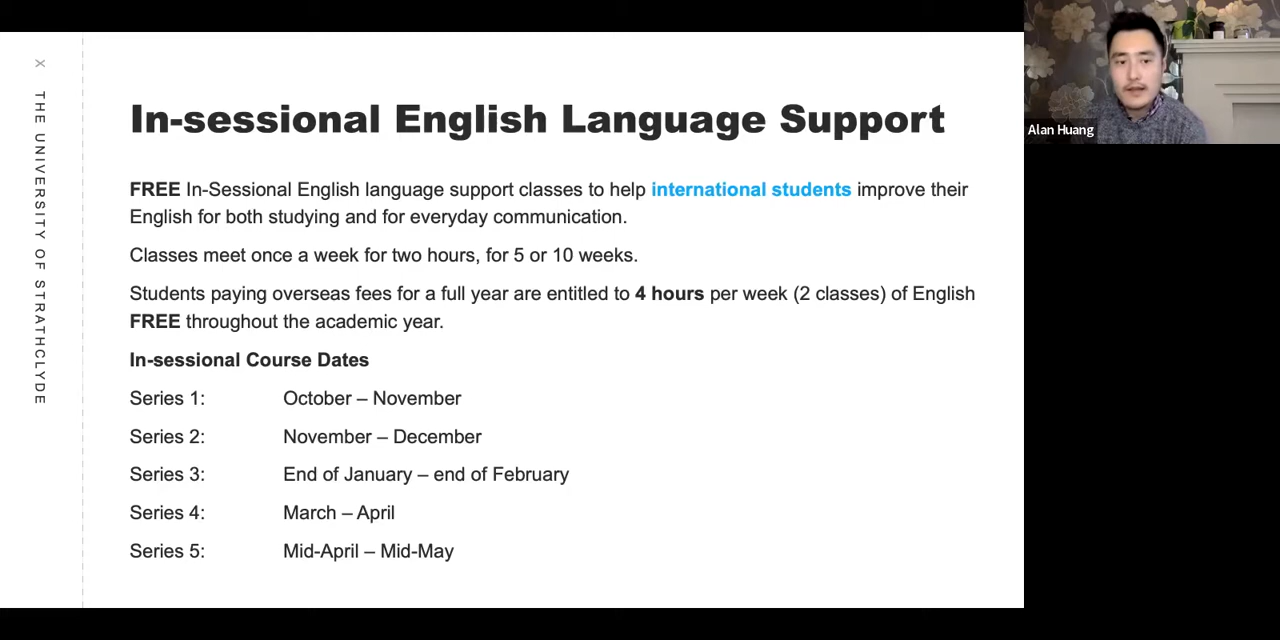 X THE UNIVERSITY OF STRATHCLYDE
In-sessional English Language Support
FREE In-Sessional English language support classes to help international students improve their
English for both studying and for everyday communication.
Classes meet once a week for two hours, for 5 or 10 weeks.
Students paying overseas fees for a full year are entitled to 4 hours per week (2 classes) of English
FREE throughout the academic year.
In-sessional Course Dates
Series 1: October – November
Series 2: November – December
Series 3: End of January – end of February
Series 4: March – April
Series 5: Mid-April – Mid-May
Alan Huang